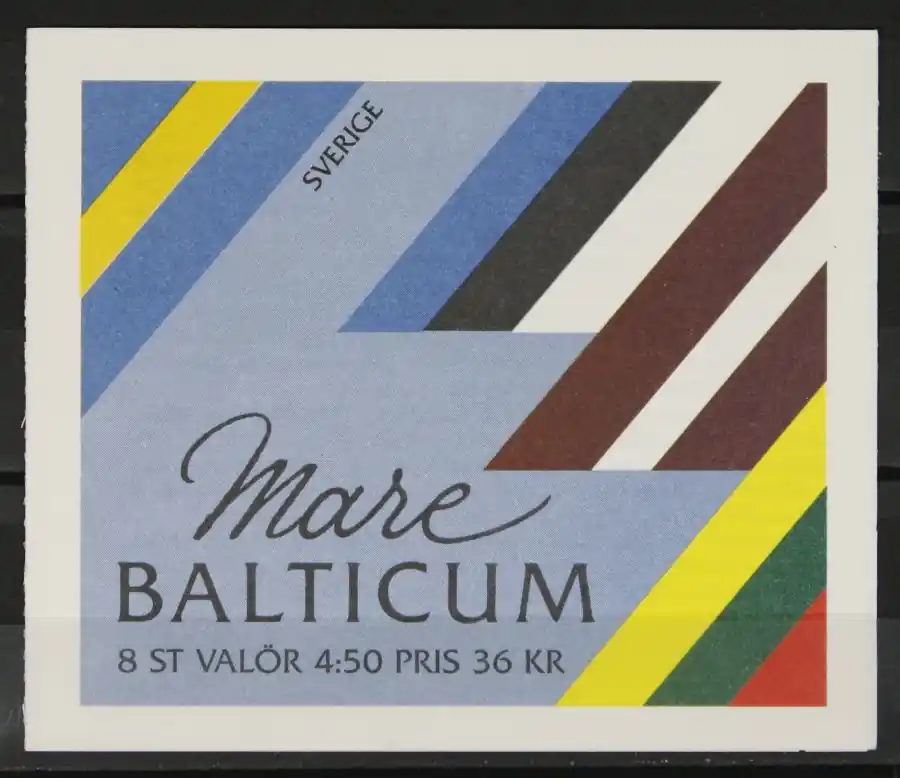 SVERIGE
Mare
BALTICUM
8 ST VALÖR 4:50 PRIS 36 KR